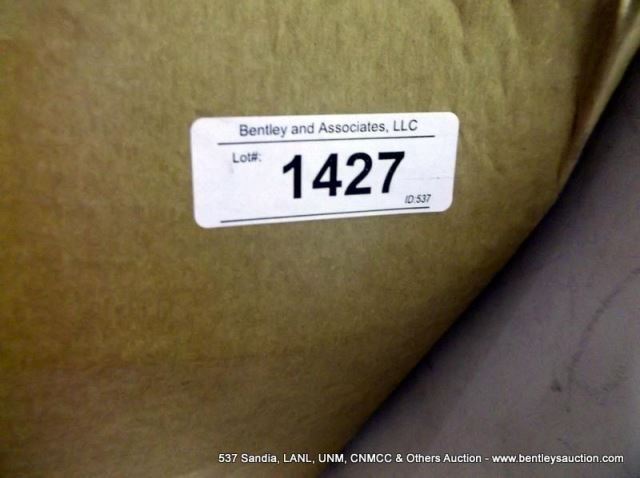 Bentley and Associates, LLC
Lot#: 1427
ID:537
537 Sandia, LANL, UNM, CNMCC & Others Auction - www.bentleysauction.com